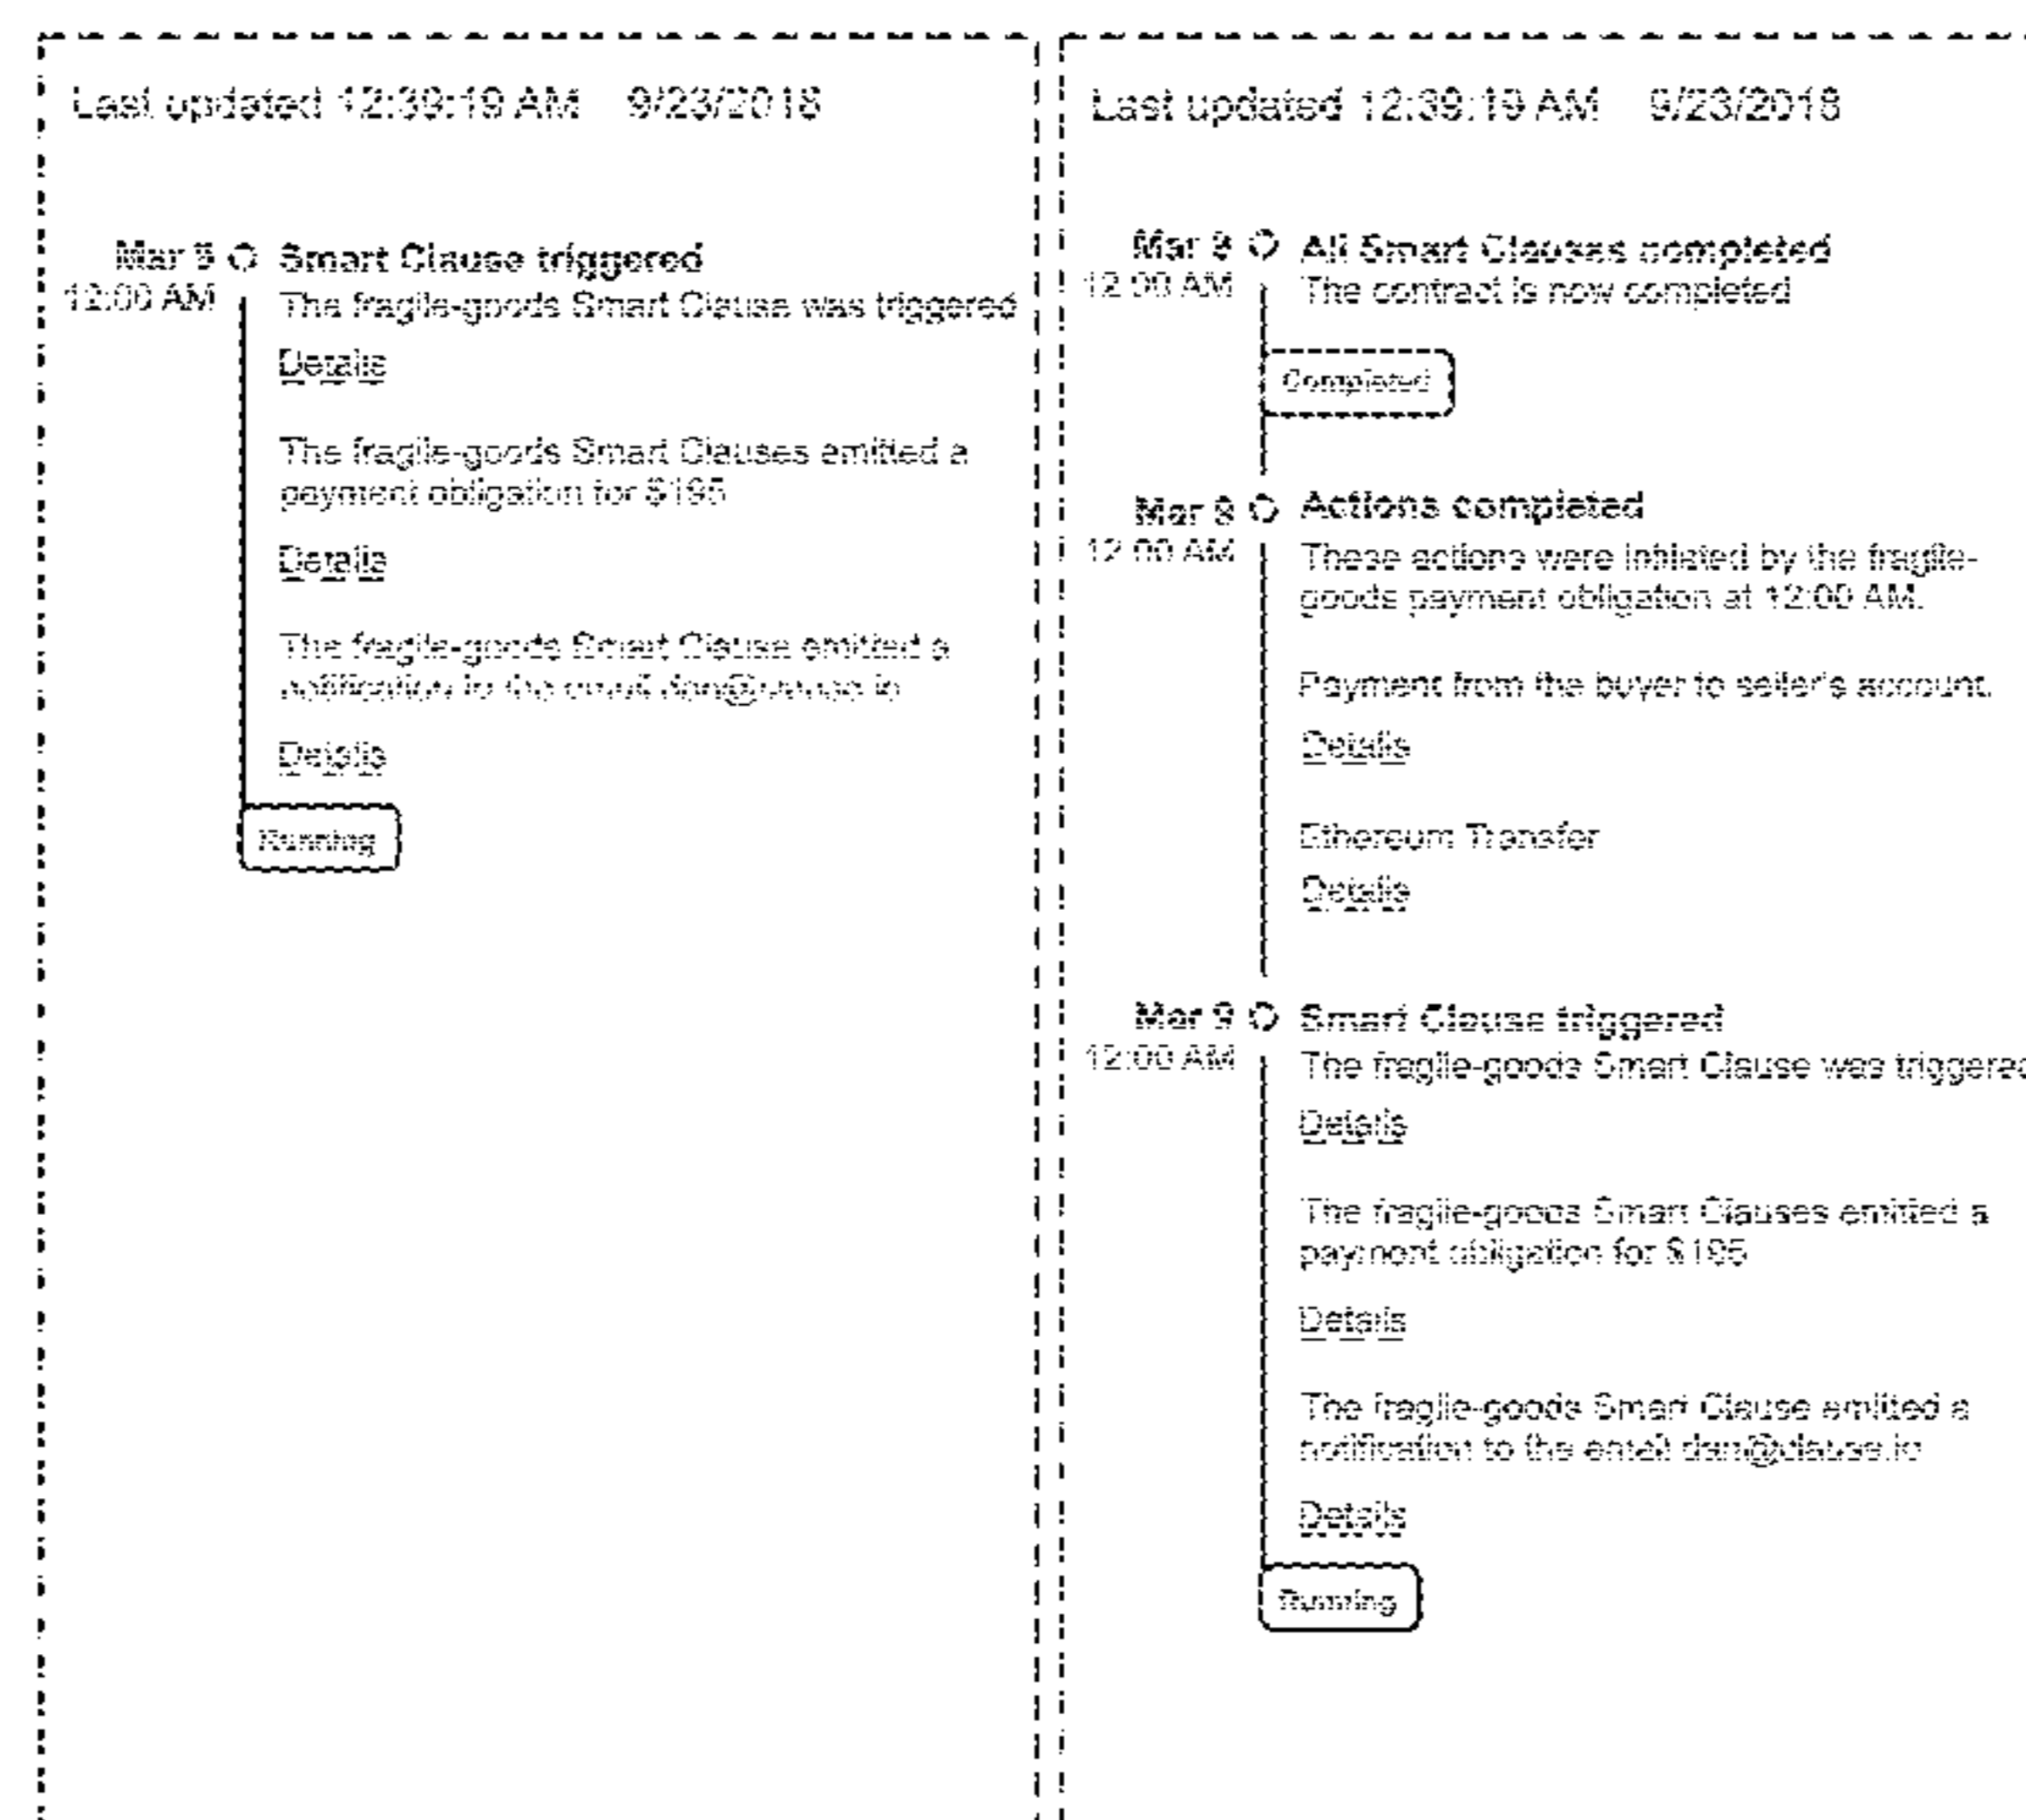 Last updated 12:39:19 AM 9/23/2018
Mar
12:00 AM
Smart Clause triggered
The fragile-goods Smart Clause was triggered
Details
The fragile-goods Smart Clauses emitted a
payment obligation for $195
Details
The fragile-goods Smart Clause emitted a
notification to the email
Details
Running
Last updated 12:39:19 AM 9/23/2018
Mar
12:00 AM
All Smart Clauses completed
The contract is now completed
Completed
Mar
12:00 AM
Actions completed
These actions were initiated by the fragile-
goods payment obligation at 12:00 AM.
Payment from the buyer to seller's account.
Details
Ethereum Transfer
Details
Mar 9
12:00 AM
Smart Clause triggered
The fragile-goods Smart Clause was triggered
Details
The fragile-goods Smart Clauses emitted a
payment obligation for $195
Details
The fragile-goods Smart Clause emitted a
notification to the email dan@clause.io
Details
Running